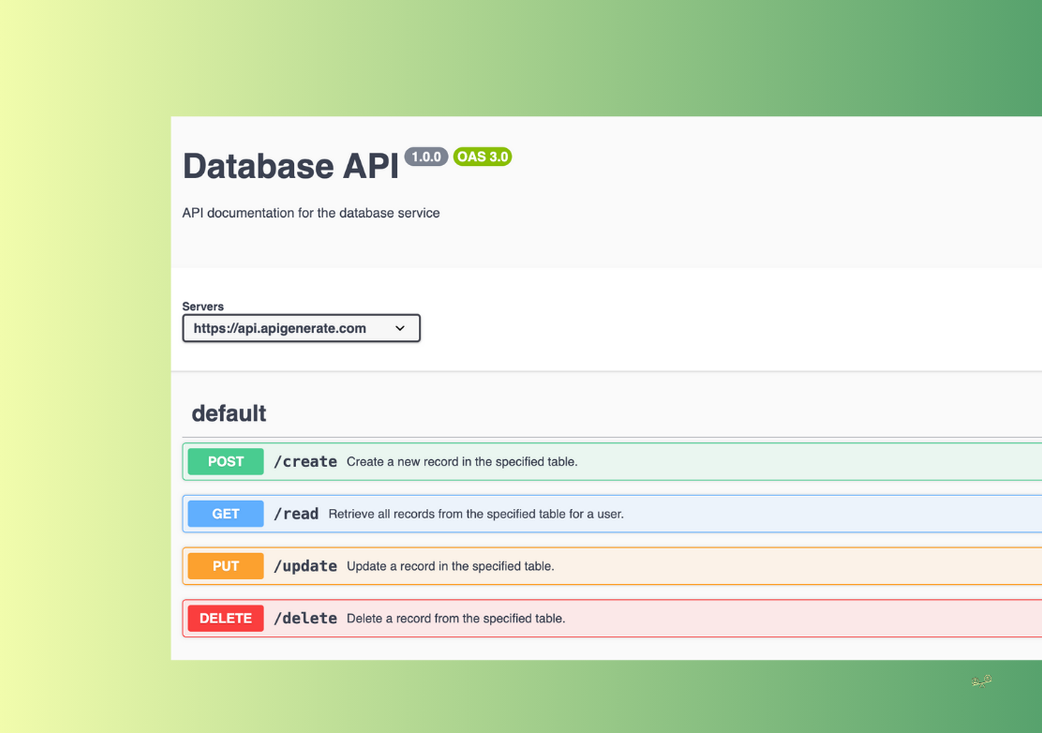 Database API 1.0.0 OAS 3.0
API documentation for the database service
Servers
https://api.apigenerate.com
default
POST /create Create a new record in the specified table.
GET /read Retrieve all records from the specified table for a user.
PUT /update Update a record in the specified table.
DELETE /delete Delete a record from the specified table.